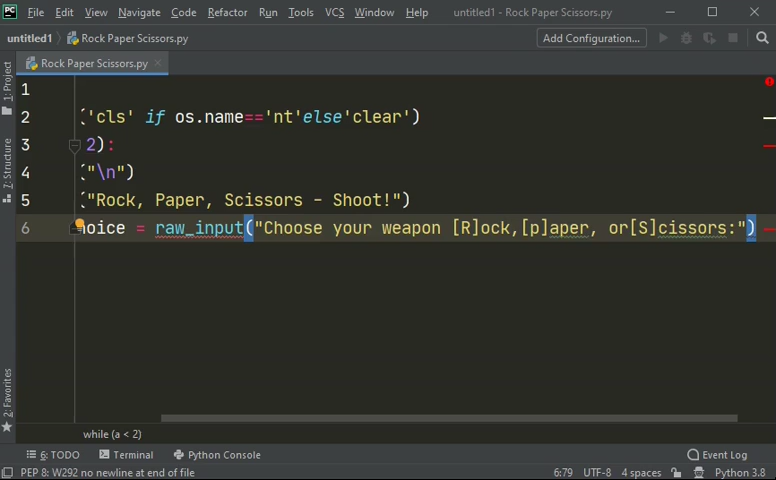 PC File Edit View Navigate Code Refactor Run Tools VCS Window Help untitled1 - Rock Paper Scissors.py
untitled1 Rock Paper Scissors.py Add Configuration...
Rock Paper Scissors.py
1: Project
Z: Structure
2: Favorites
1
2 ('cls' if os.name=='nt'else'clear')
3 2):
4 ("\n")
5 ("Rock, Paper, Scissors - Shoot!")
6 hoice = raw_input("Choose your weapon [R]ock,[p]aper, or[S]cissors:")
while (a < 2)
6: TODO Terminal Python Console Event Log
PEP 8: W292 no newline at end of file 6:79 UTF-8 4 spaces Python 3.8